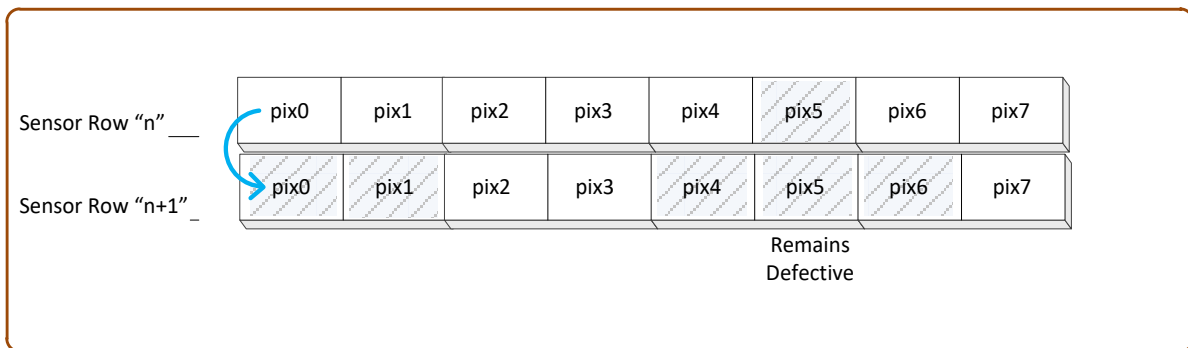 Sensor Row “n” ___ pix0 pix1 pix2 pix3 pix4 pix5 pix6 pix7
Sensor Row “n+1” _ pix0 pix1 pix2 pix3 pix4 pix5 pix6 pix7
Remains
Defective